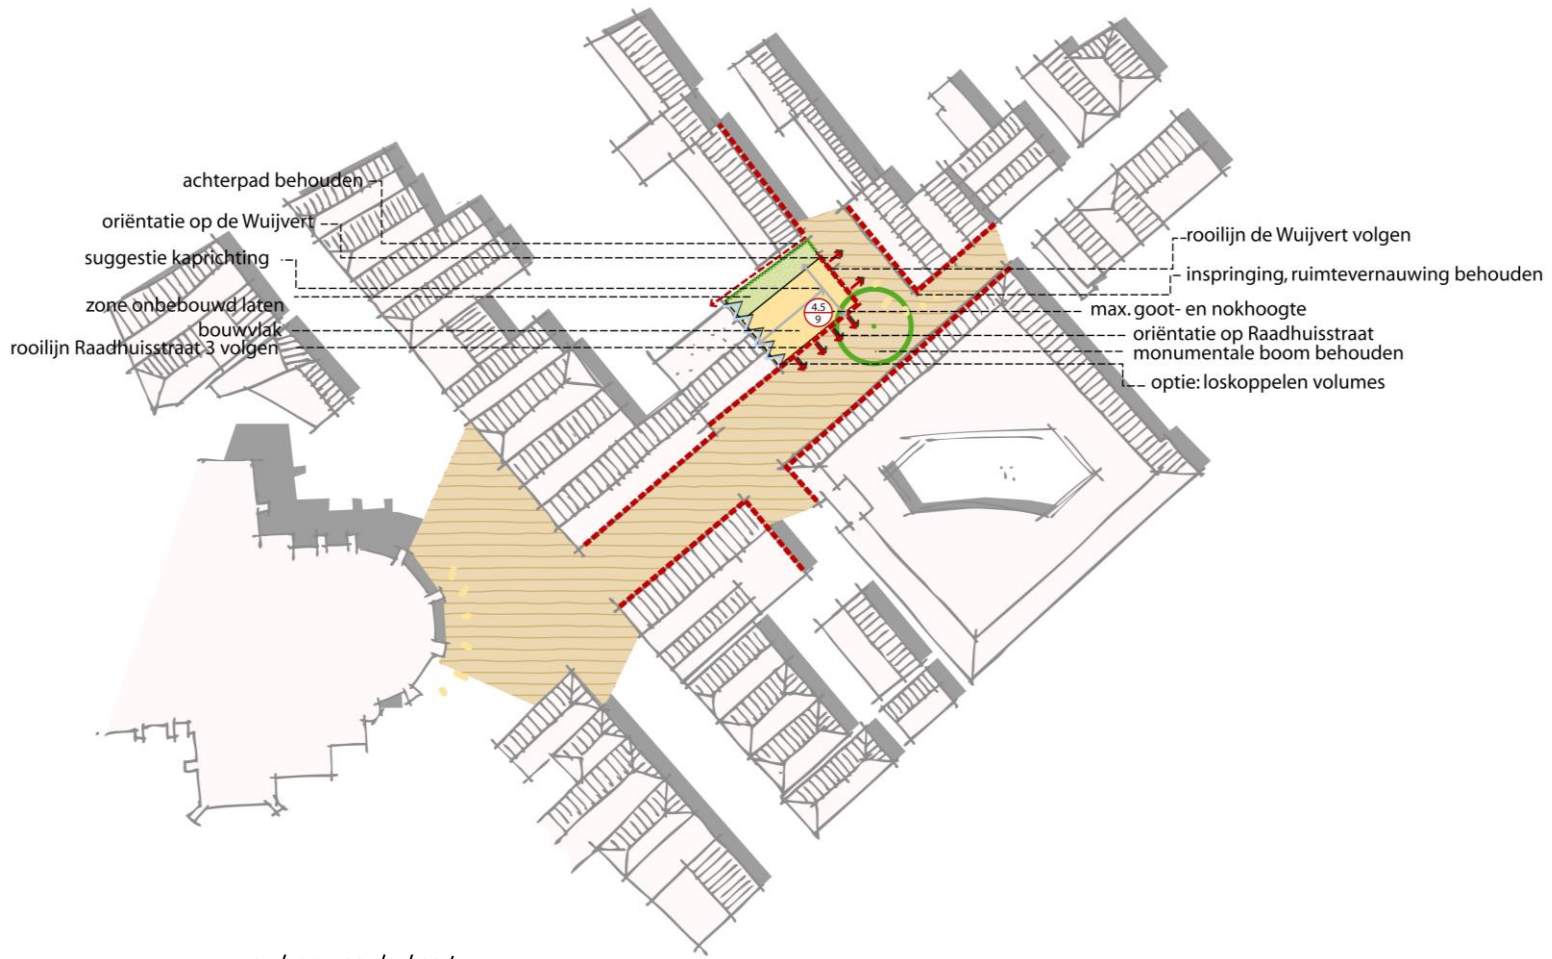 achterpad behouden
oriëntatie op de Wuijvert
suggestie kaprichting
zone onbebouwd laten
bouwvlak
rooilijn Raadhuisstraat 3 volgen
4.5
9
rooilijn de Wuijvert volgen
inspringing, ruimtevernauwing behouden
max. goot- en nokhoogte
oriëntatie op Raadhuisstraat
monumentale boom behouden
optie: loskoppelen volumes